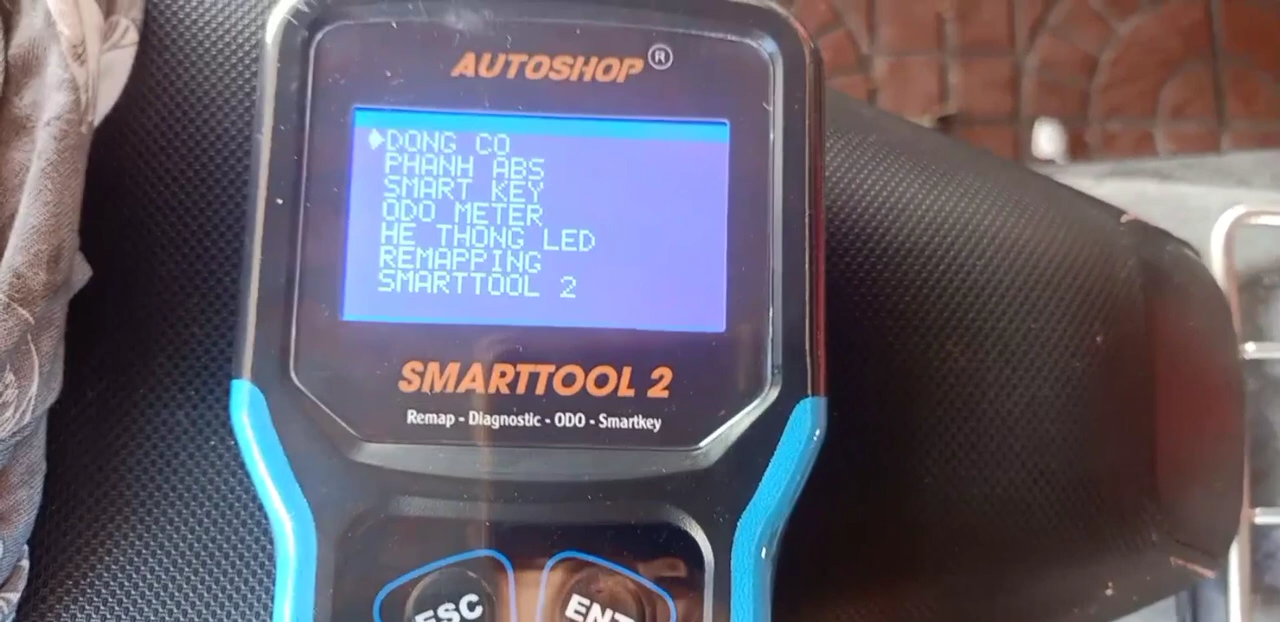 AUTOSHOP ®
DONG CO
PHANH ABS
SMART KEY
ODO METER
HE THONG LED
REMAPPING
SMARTTOOL 2
SMARTTOOL 2
Remap - Diagnostic - ODO - Smartkey
ESC ENT